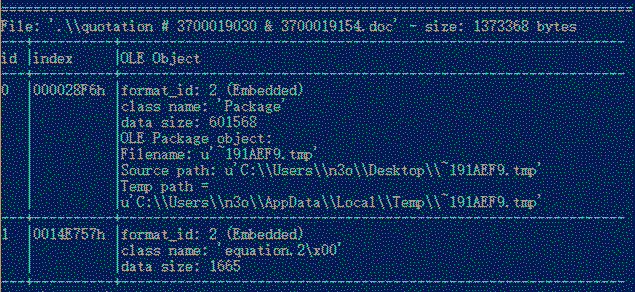 File: '.\\quotation # 3700019030 & 3700019154.doc' - size: 1373368 bytes
id |index |OLE Object
0 |000028F6h |format_id: 2 (Embedded)
class name: 'Package'
data size: 601568
OLE Package object:
Filename: u'~191AEF9.tmp'
Source path: u'C:\\Users\\n3o\\Desktop\\~191AEF9.tmp'
Temp path =
u'C:\\Users\\n3o\\AppData\\Local\\Temp\\~191AEF9.tmp'
1 |0014E757h |format_id: 2 (Embedded)
class name: 'equation.2\x00'
data size: 1665